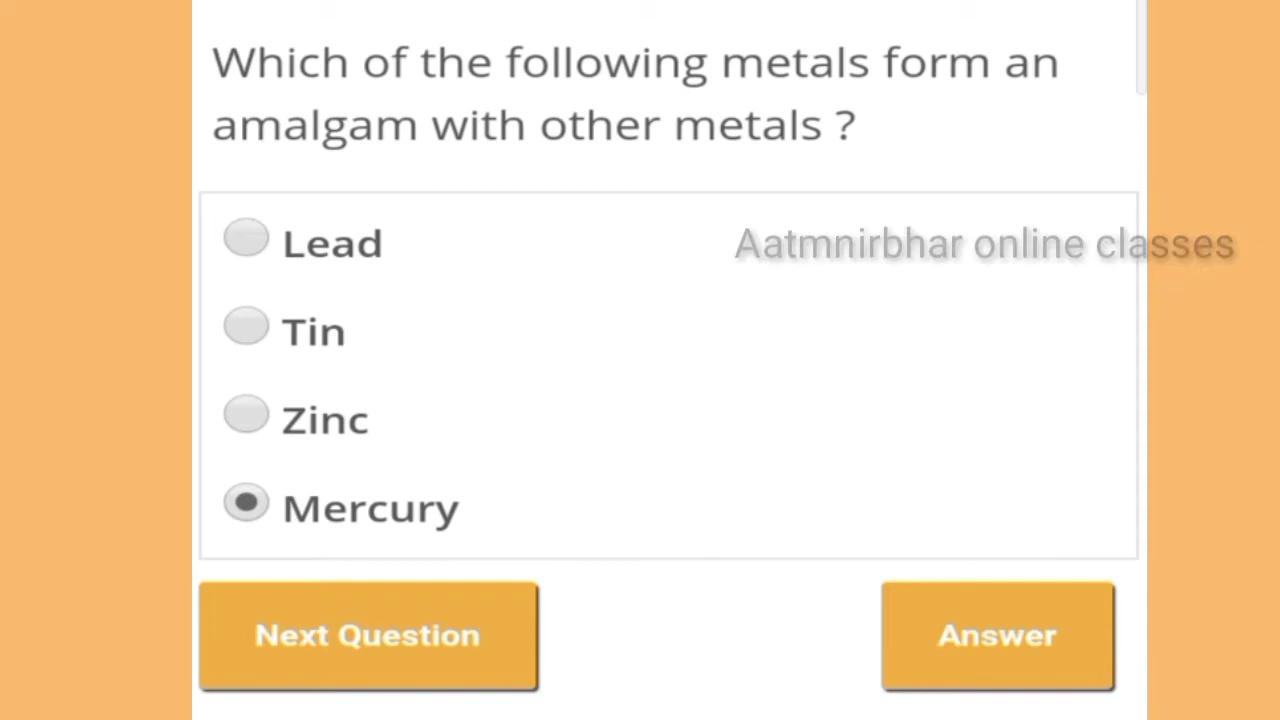 Which of the following metals form an
amalgam with other metals ?
Lead
Aatmnirbhar online classes
Tin
Zinc
Mercury
Next Question
Answer